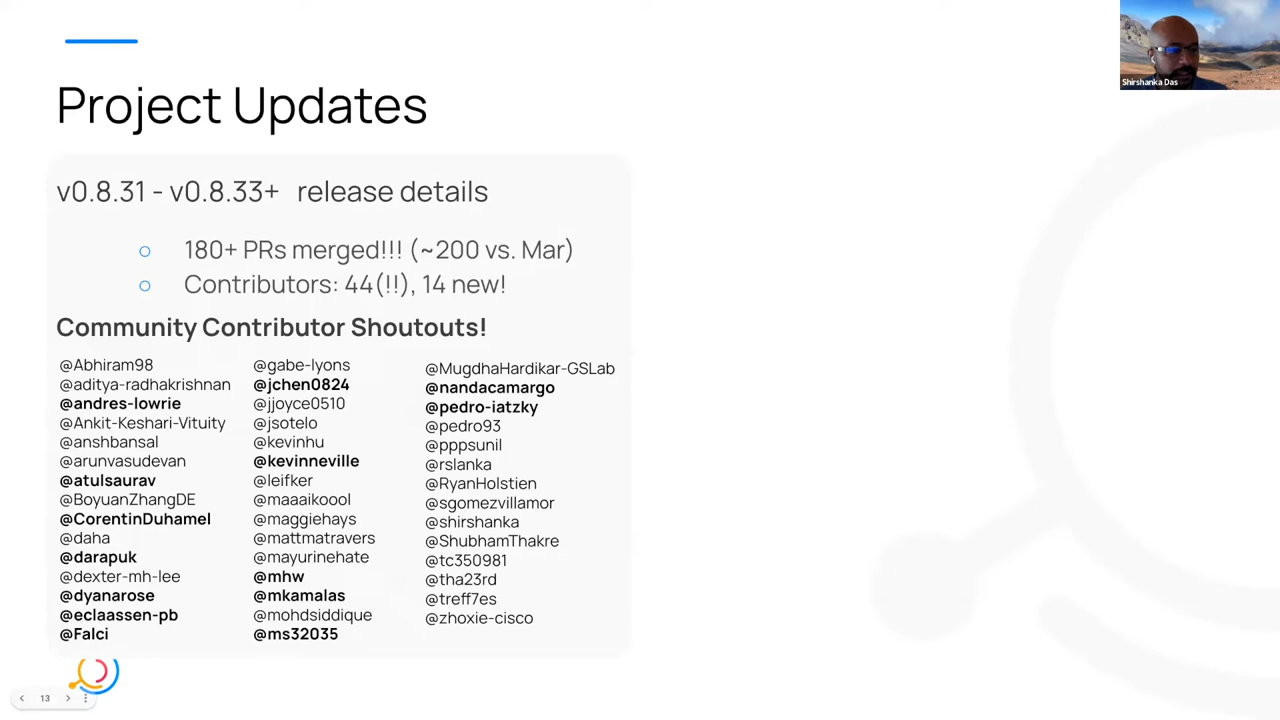 Shirshanka Das
Project Updates
v0.8.31 - v0.8.33+ release details
180+ PRs merged!!! (~200 vs. Mar)
Contributors: 44(!!), 14 new!
Community Contributor Shoutouts!
@Abhiram98
@aditya-radhakrishnan
@andres-lowrie
@Ankit-Keshari-Vituity
@anshbansal
@arunvasudevan
@atulsaurav
@BoyuanZhangDE
@CorentinDuhamel
@daha
@darapuk
@dexter-mh-lee
@dyanarose
@eclaassen-pb
@Falci
@gabe-lyons
@jchen0824
@jjoyce0510
@jsotelo
@kevinhu
@kevinneville
@leifker
@maaaikoool
@maggiehays
@mattmatravers
@mayurinehate
@mhw
@mkamalas
@mohdsiddique
@ms32035
@MugdhaHardikar-GSLab
@nandacamargo
@pedro-iatzky
@pedro93
@pppsunil
@rslanka
@RyanHolstien
@sgomezvillamor
@shirshanka
@ShubhamThakre
@tc350981
@tha23rd
@treff7es
@zhoxie-cisco
13